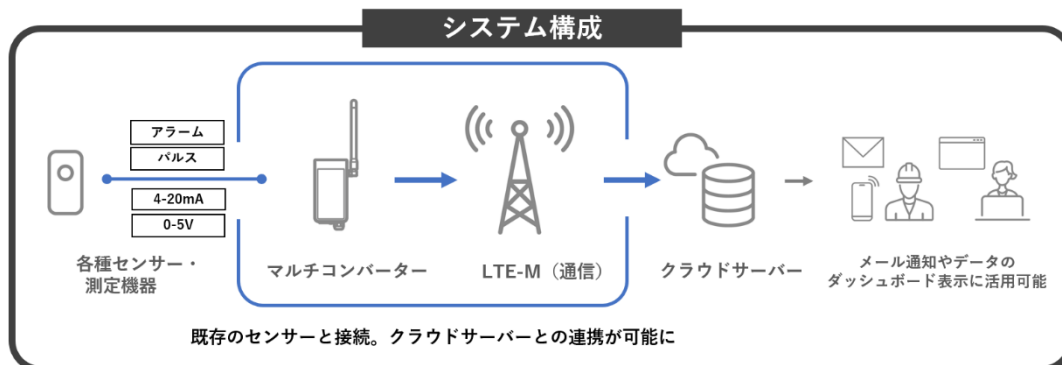 システム構成
アラーム
パルス
4-20mA
0-5V
各種センサー・
測定機器
マルチコンバーター
LTE-M（通信）
クラウドサーバー
メール通知やデータの
ダッシュボード表示に活用可能
既存のセンサーと接続。クラウドサーバーとの連携が可能に